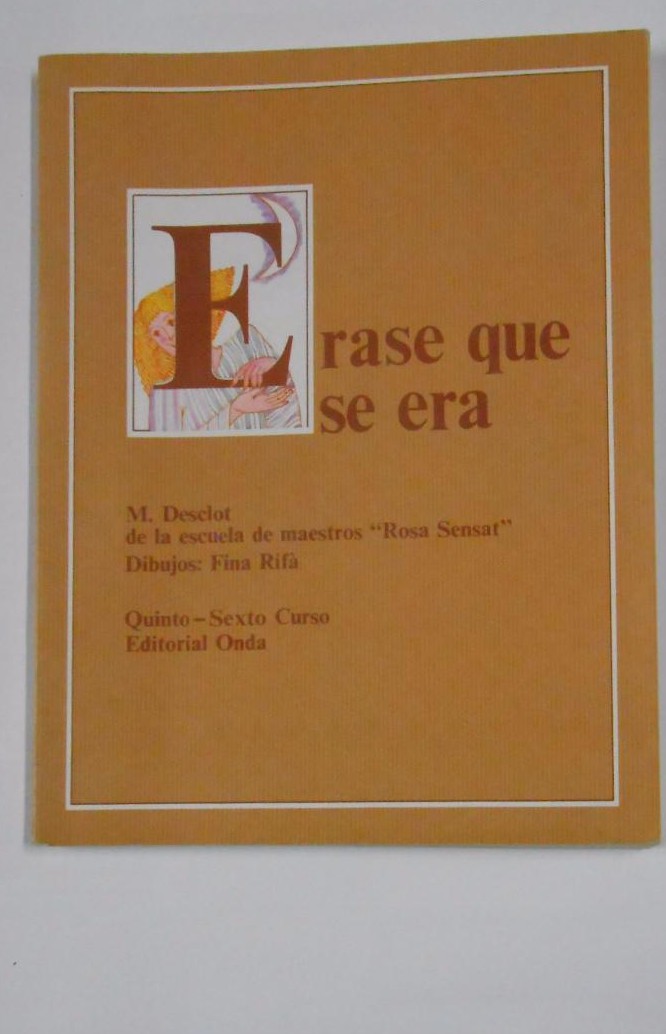 Erase que
se era
M. Desclot
de la escuela de maestros “Rosa Sensat”
Dibujos: Fina Rifà
Quinto–Sexto Curso
Editorial Onda